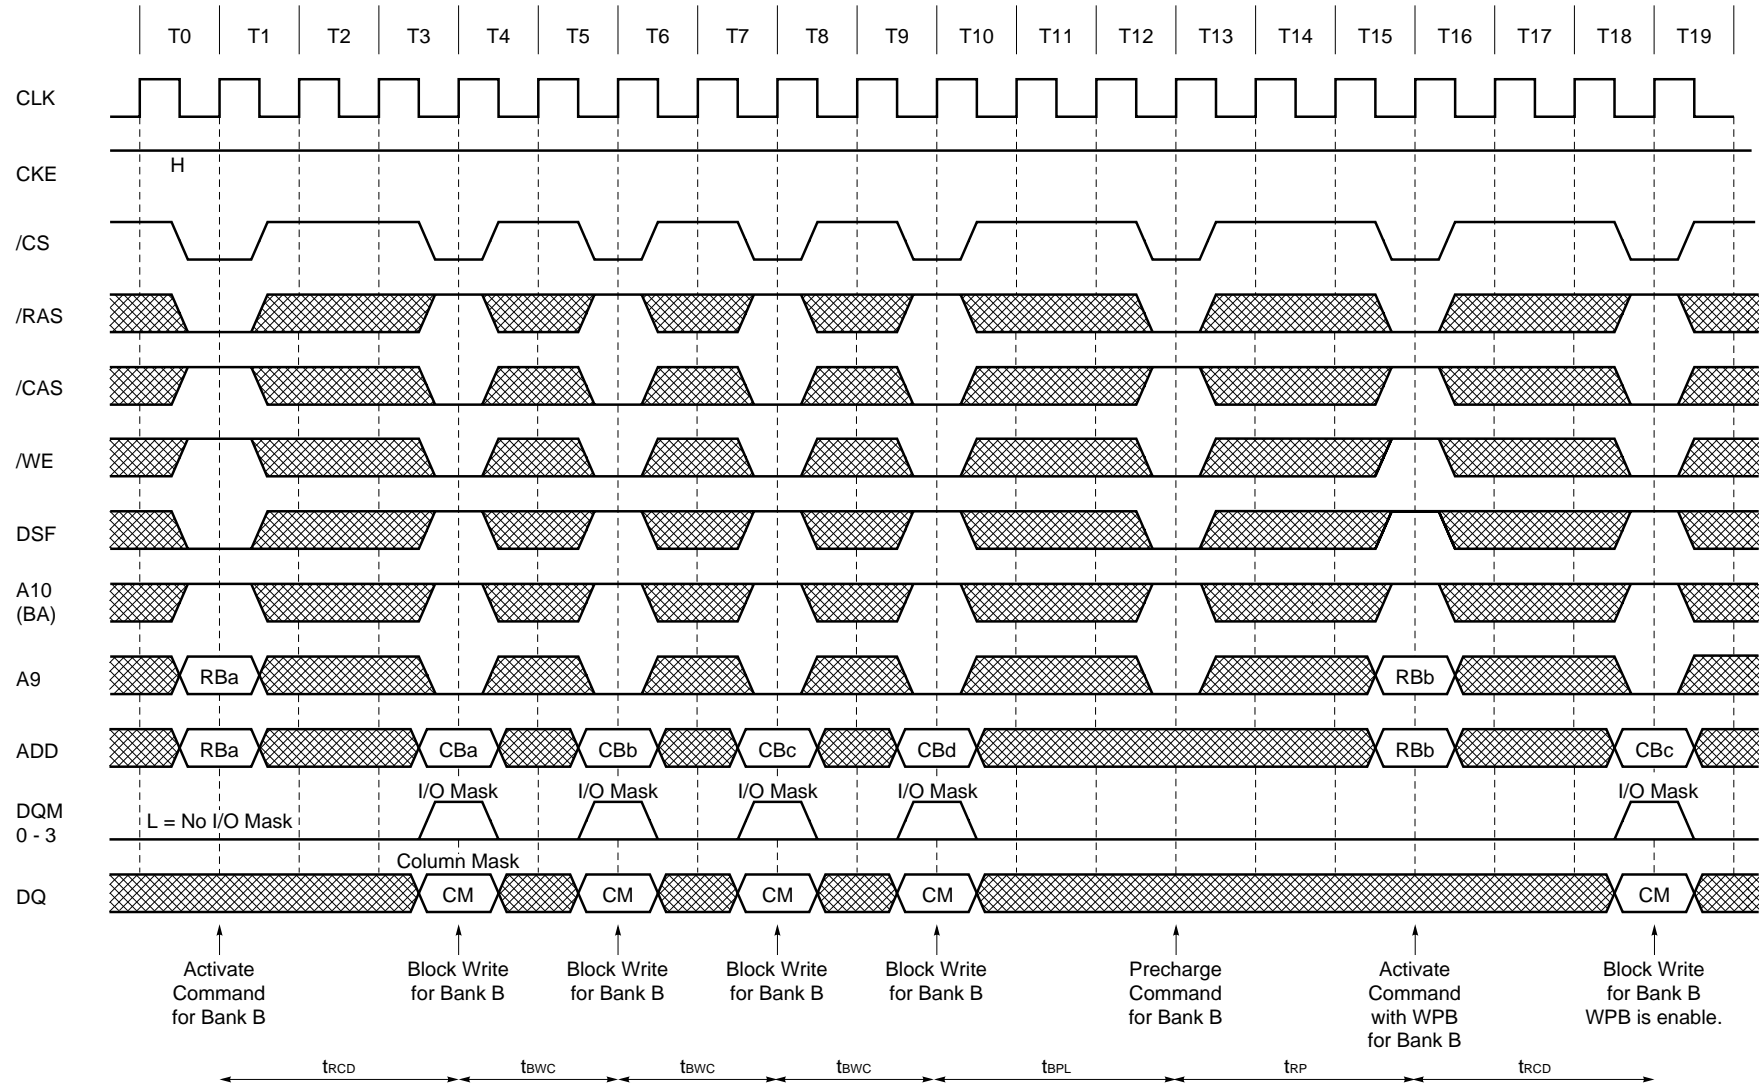 T0 T1 T2 T3 T4 T5 T6 T7 T8 T9 T10 T11 T12 T13 T14 T15 T16 T17 T18 T19
CLK
CKE
H
/CS
/RAS
/CAS
/WE
DSF
A10
(BA)
A9
RBa RBb
ADD
RBa CBa CBb CBc CBd RBb CBc
I/O Mask I/O Mask I/O Mask I/O Mask I/O Mask
DQM
0 - 3
L = No I/O Mask
Column Mask
DQ
CM CM CM CM CM
Activate
Command
for Bank B
Block Write
for Bank B
Block Write
for Bank B
Block Write
for Bank B
Block Write
for Bank B
Precharge
Command
for Bank B
Activate
Command
with WPB
for Bank B
Block Write
for Bank B
WPB is enable.
tRCD tBWC tBWC tBWC tBPL tRP tRCD